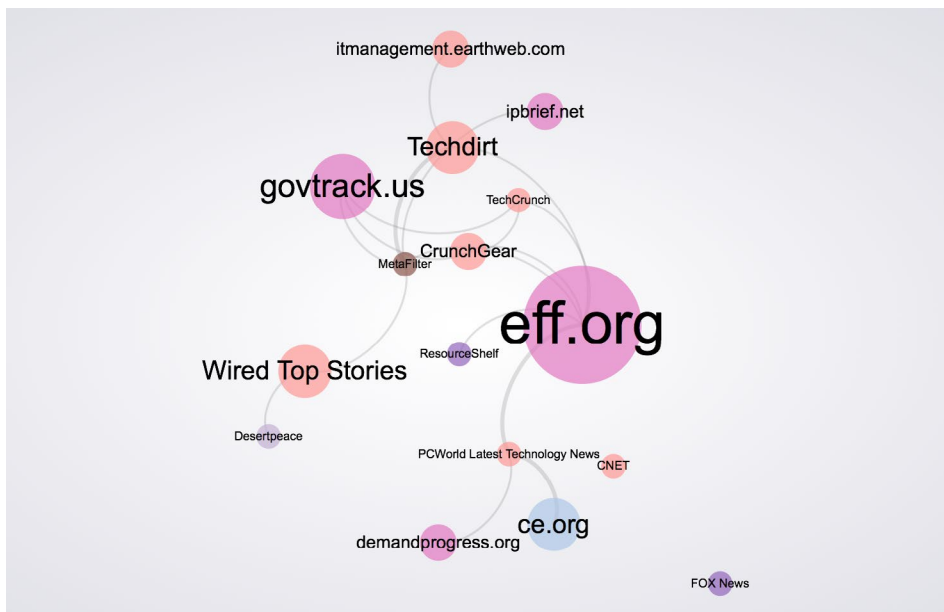 itmanagement.earthweb.com
ipbrief.net
Techdirt
govtrack.us
TechCrunch
CrunchGear
MetaFilter
eff.org
ResourceShelf
Wired Top Stories
Desertpeace
PCWorld Latest Technology News
CNET
ce.org
demandprogress.org
FOX News